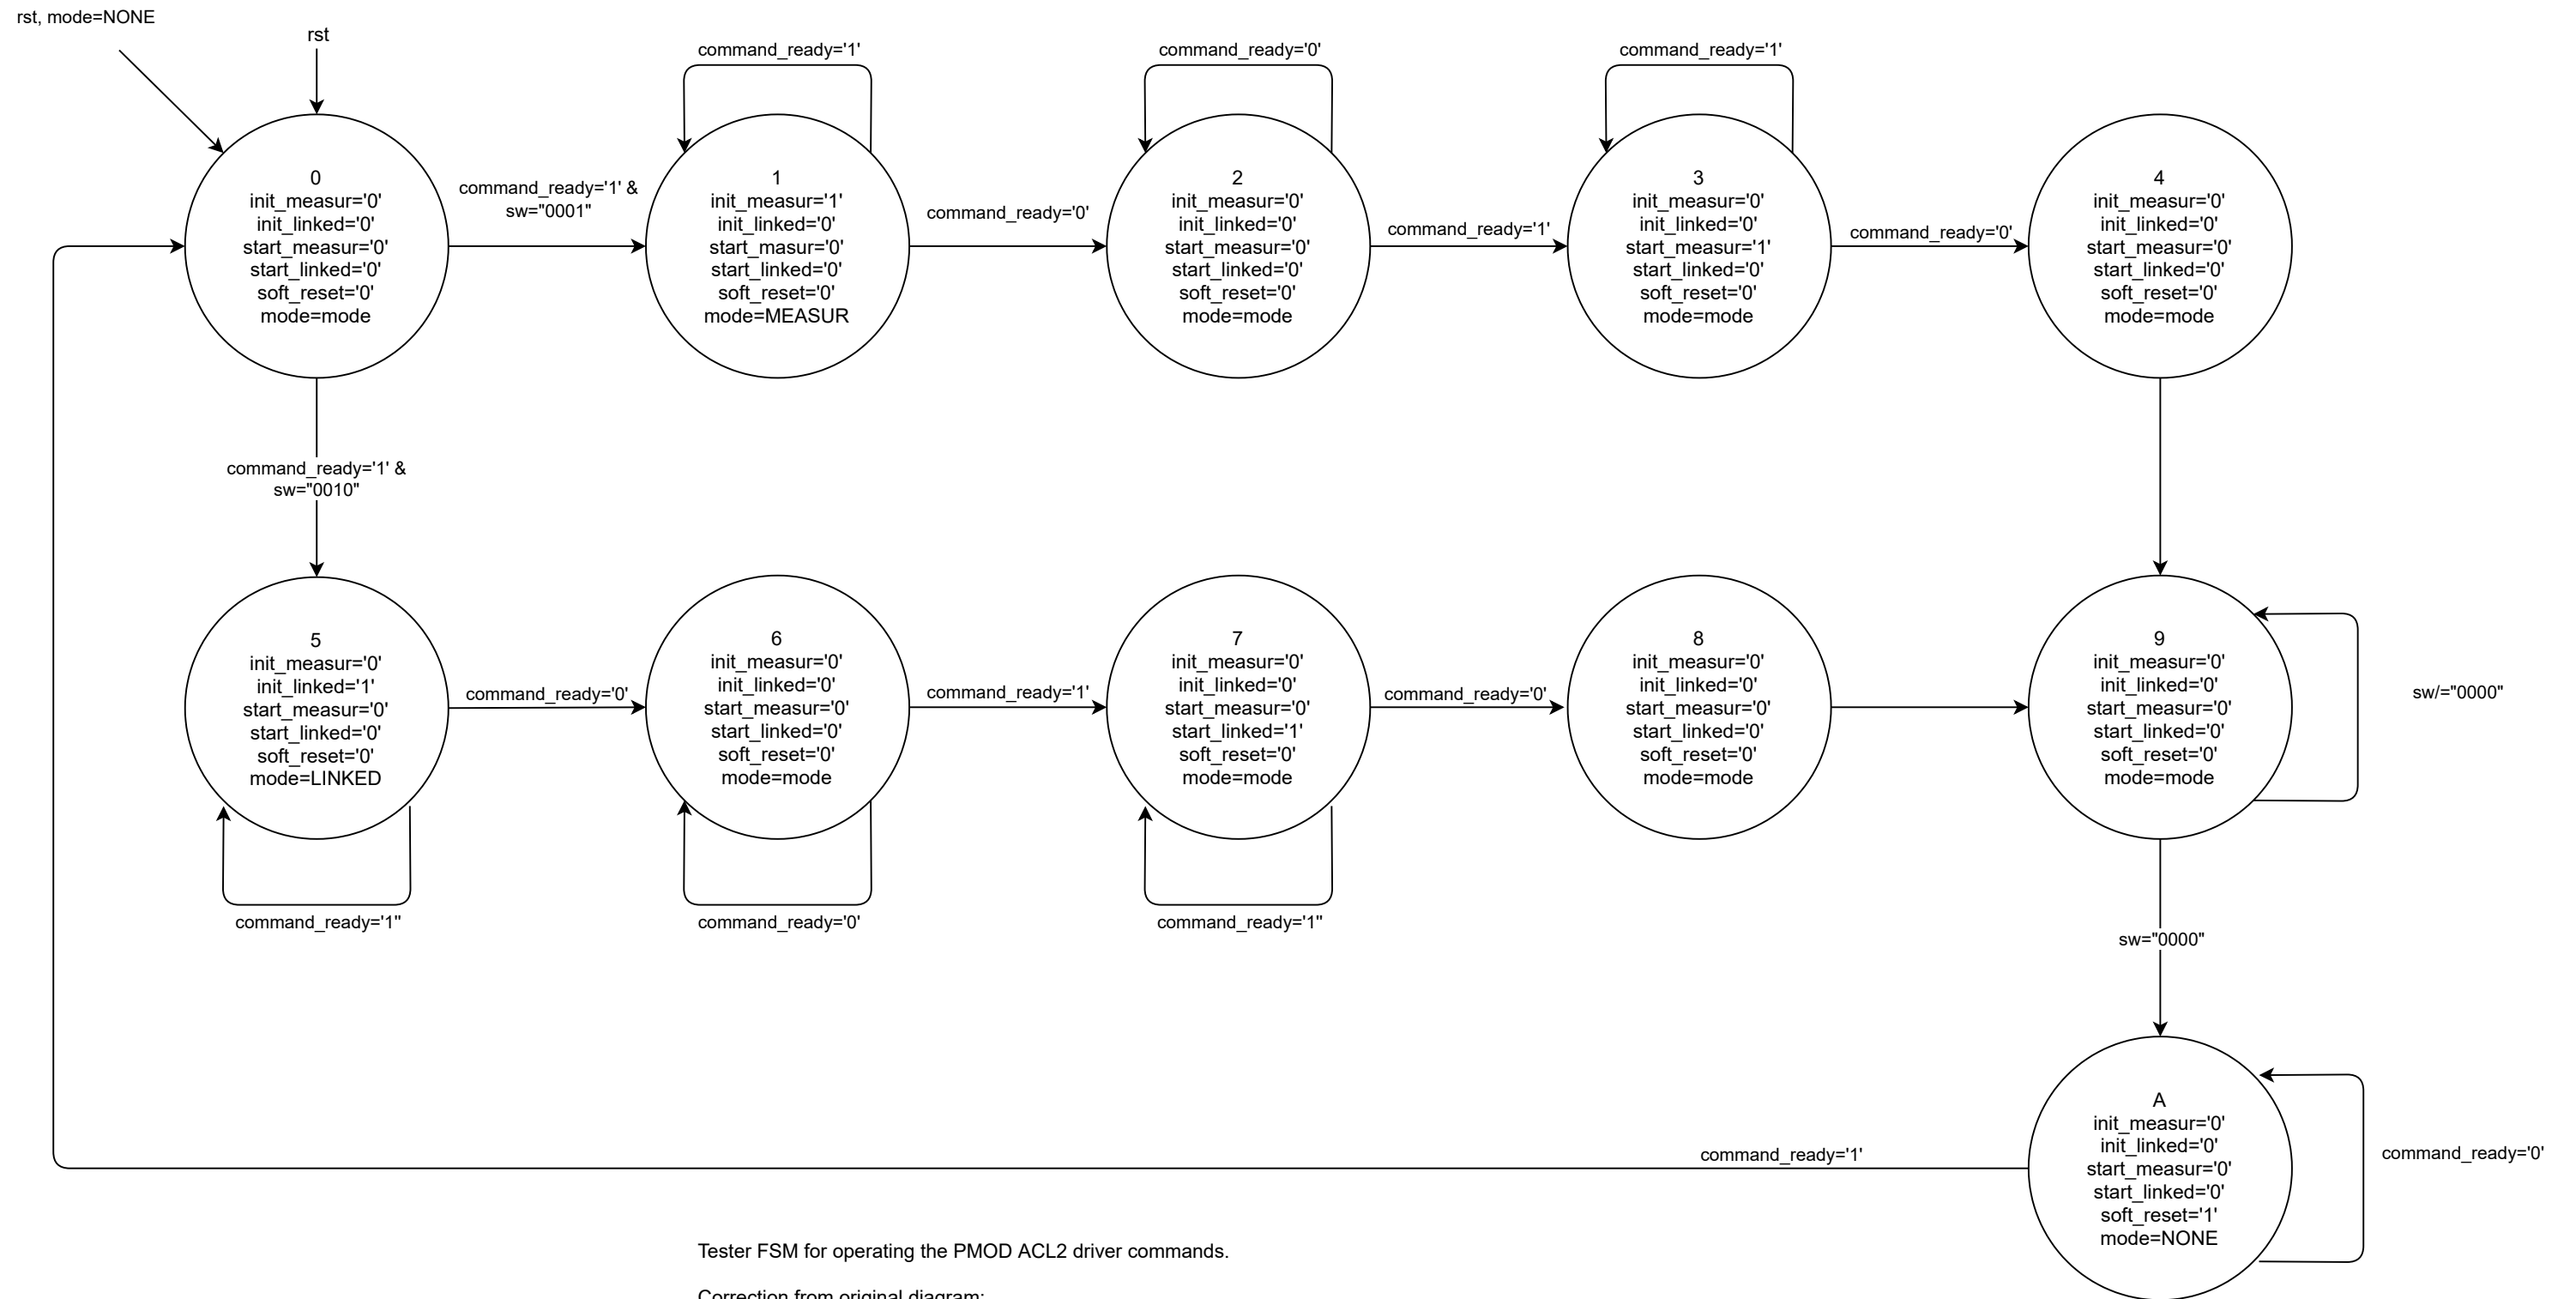 rst, mode=NONE
rst
command_ready='1'
command_ready='0'
command_ready='1'
0
init_measur='0'
init_linked='0'
start_measur='0'
start_linked='0'
soft_reset='0'
mode=mode
command_ready='1' &
sw="0001"
1
init_measur='1'
init_linked='0'
start_masur='0'
start_linked='0'
soft_reset='0'
mode=MEASUR
command_ready='0'
2
init_measur='0'
init_linked='0'
start_measur='0'
start_linked='0'
soft_reset='0'
mode=mode
command_ready='1'
3
init_measur='0'
init_linked='0'
start_measur='1'
start_linked='0'
soft_reset='0'
mode=mode
command_ready='0'
4
init_measur='0'
init_linked='0'
start_measur='0'
start_linked='0'
soft_reset='0'
mode=mode
command_ready='1' &
sw="0010"
5
init_measur='0'
init_linked='1'
start_measur='0'
start_linked='0'
soft_reset='0'
mode=LINKED
command_ready='0'
6
init_measur='0'
init_linked='0'
start_measur='0'
start_linked='0'
soft_reset='0'
mode=mode
command_ready='1'
7
init_measur='0'
init_linked='0'
start_measur='0'
start_linked='1'
soft_reset='0'
mode=mode
command_ready='0'
8
init_measur='0'
init_linked='0'
start_measur='0'
start_linked='0'
soft_reset='0'
mode=mode
9
init_measur='0'
init_linked='0'
start_measur='0'
start_linked='0'
soft_reset='0'
mode=mode
sw/="0000"
command_ready='1''
command_ready='0'
command_ready='1''
sw="0000"
A
init_measur='0'
init_linked='0'
start_measur='0'
start_linked='0'
soft_reset='1'
mode=NONE
command_ready='0'
command_ready='1'
Tester FSM for operating the PMOD ACL2 driver commands.
Correction from original diagram: